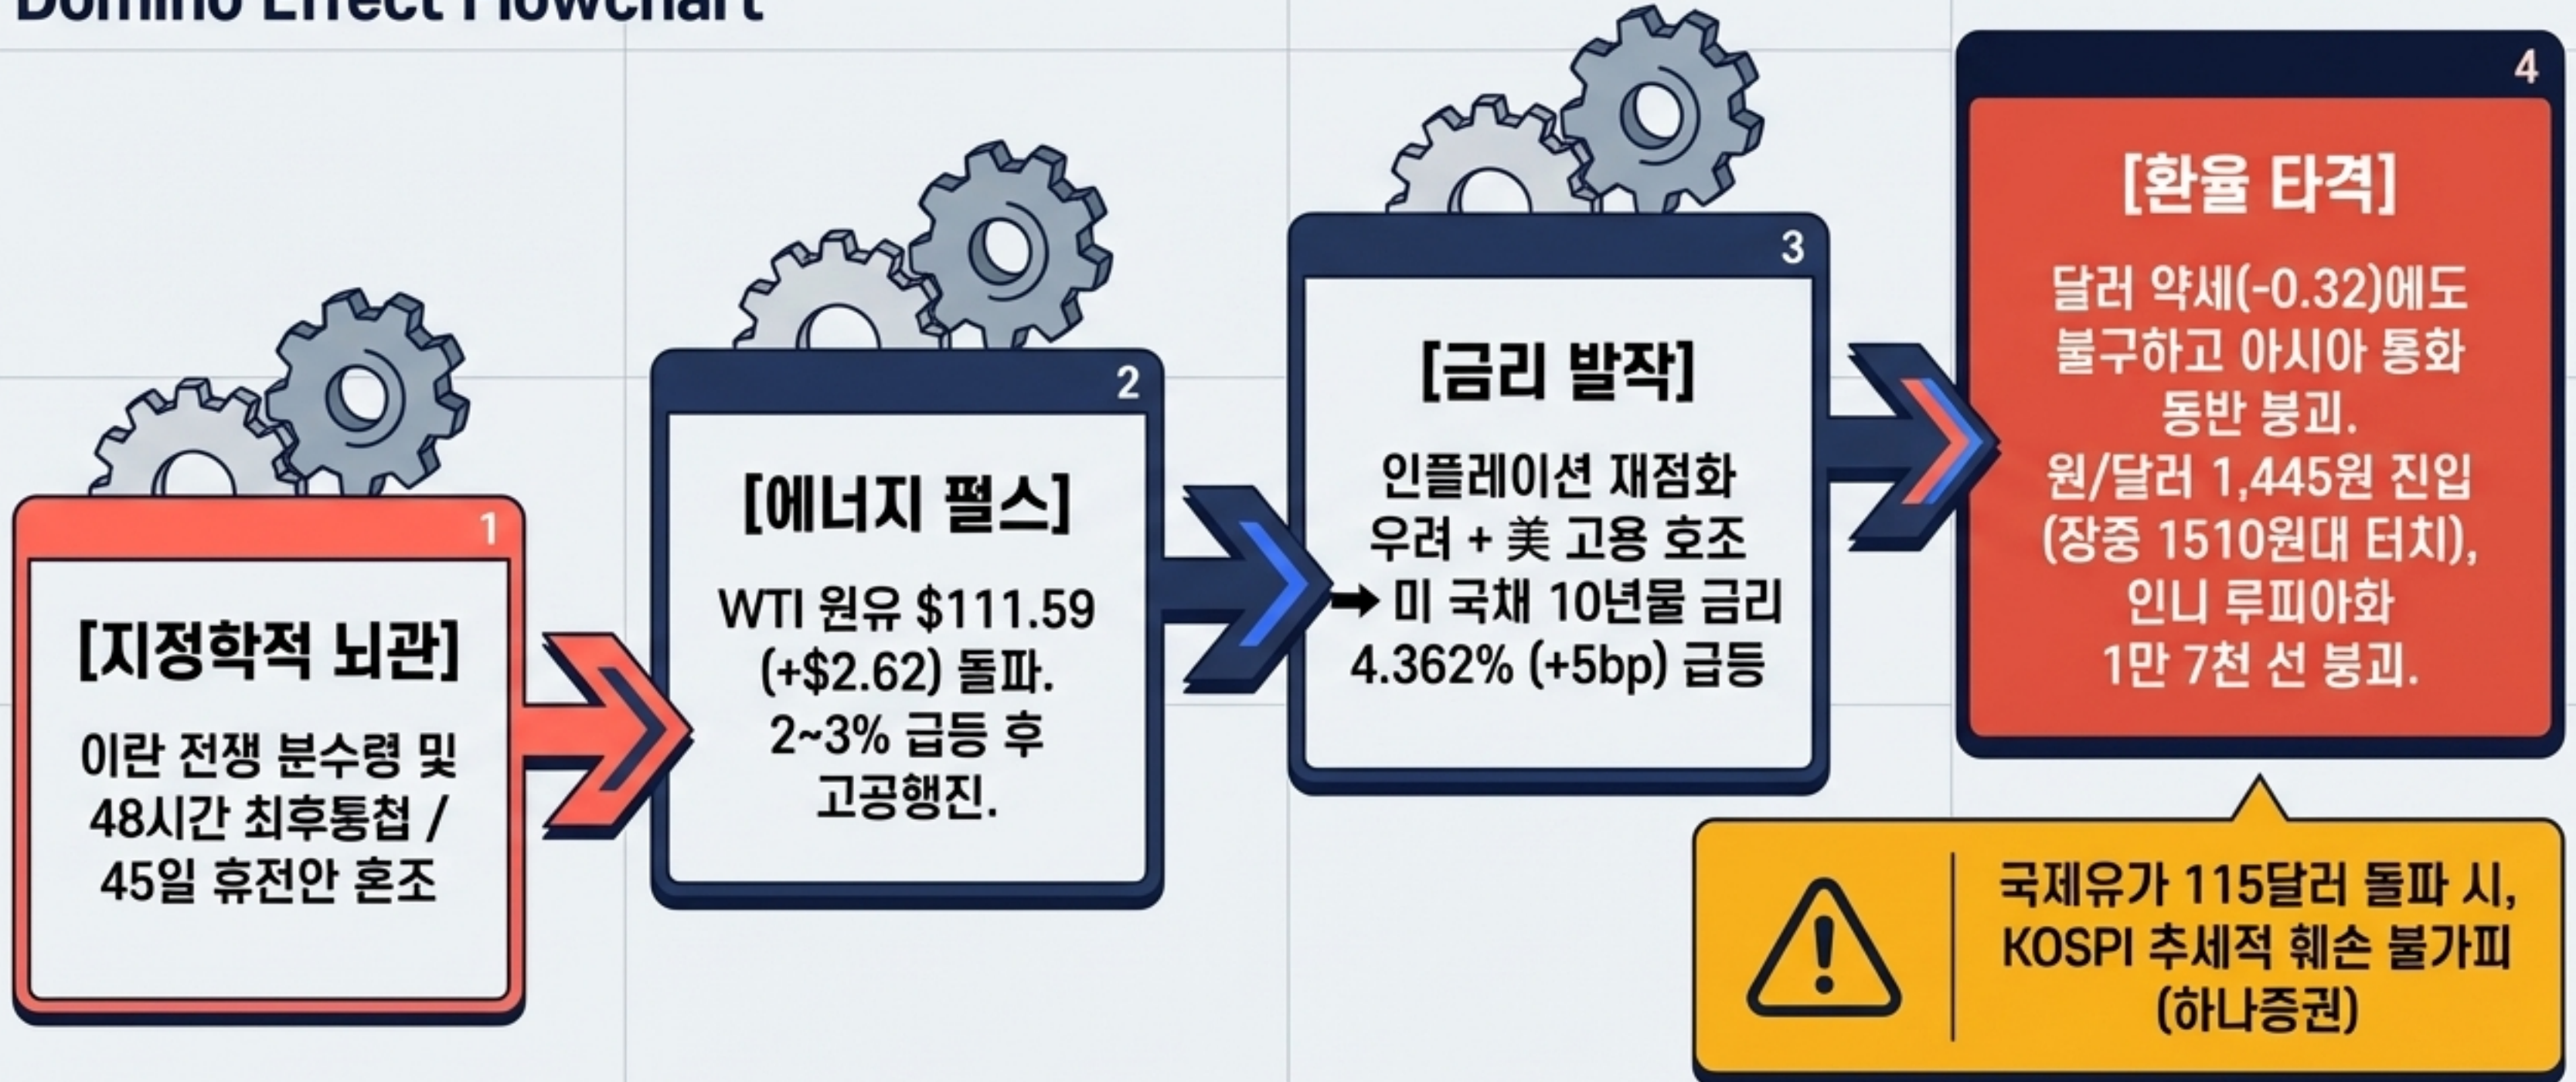 Domino Effect Flowchart
1
[지정학적 뇌관]
이란 전쟁 분수령 및
48시간 최후통첩 /
45일 휴전안 혼조
2
[에너지 펄스]
WTI 원유 $111.59
(+$2.62) 돌파.
2~3% 급등 후
고공행진.
3
[금리 발작]
인플레이션 재점화
우려 + 美 고용 호조
➡ 미 국채 10년물 금리
4.362% (+5bp) 급등
4
[환율 타격]
달러 약세(-0.32)에도
불구하고 아시아 통화
동반 붕괴.
원/달러 1,445원 진입
(장중 1510원대 터치),
인니 루피아화
1만 7천 선 붕괴.
국제유가 115달러 돌파 시,
KOSPI 추세적 훼손 불가피
(하나증권)